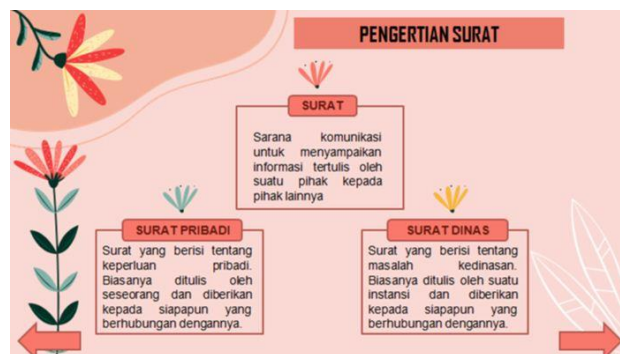 PENGERTIAN SURAT
SURAT
Sarana komunikasi
untuk menyampaikan
informasi tertulis oleh
suatu pihak kepada
pihak lainnya
SURAT PRIBADI
Surat yang berisi tentang
keperluan pribadi.
Biasanya ditulis oleh
seseorang dan diberikan
kepada siapapun yang
berhubungan dengannya.
SURAT DINAS
Surat yang berisi tentang
masalah kedinasan.
Biasanya ditulis oleh suatu
instansi dan diberikan
kepada siapapun yang
berhubungan dengannya.